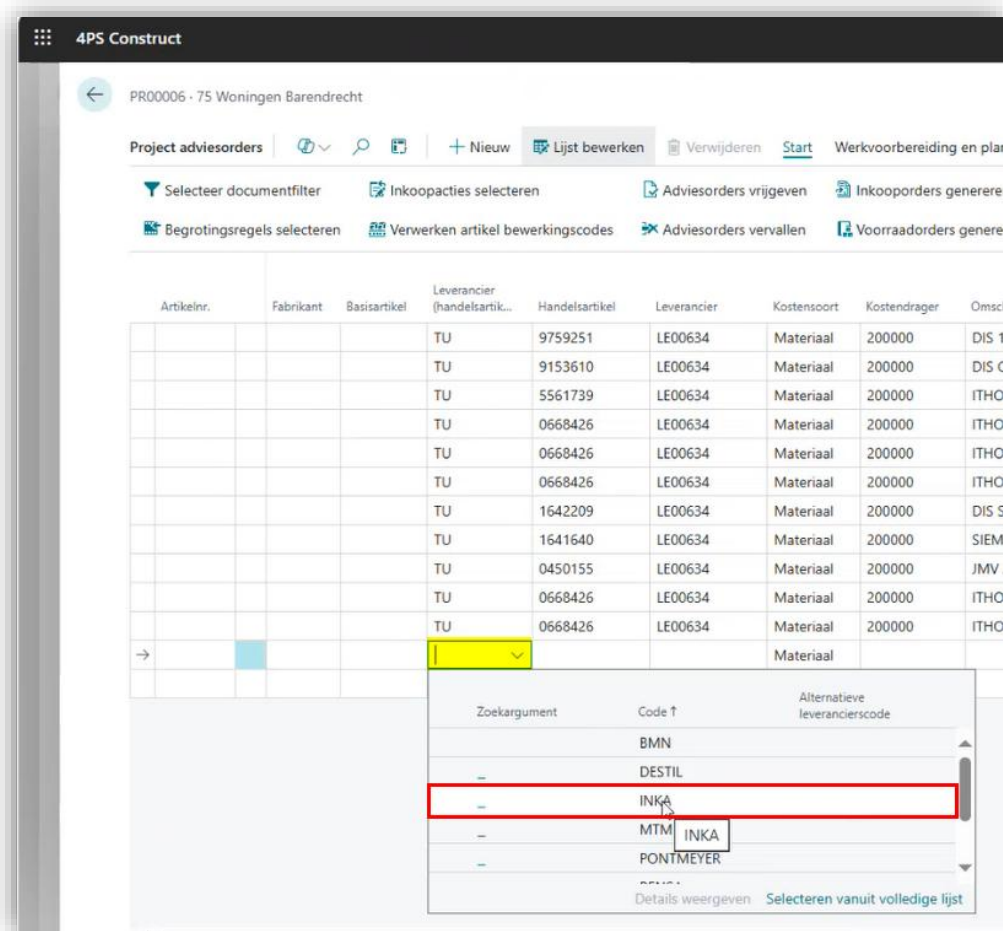 4PS Construct
PR00006 · 75 Woningen Barendrecht
Project adviesorders + Nieuw Lijst bewerken Verwijderen Start Werkvoorbereiding en
Selecteer documentfilter Inkoopacties selecteren Adviesorders vrijgeven Inkooporders
Begrotingsregels selecteren Verwerken artikel bewerkingscodes Adviesorders vervallen Voorraadorders
Leverancier
Artikelnr. Fabrikant Basisartikel (handelsartik... Handelsartikel Leverancier Kostensoort Kostendrager
TU 9759251 LE00634 Materiaal 200000 DIS
TU 9153610 LE00634 Materiaal 200000 DIS
TU 5561739 LE00634 Materiaal 200000 ITHO
TU 0668426 LE00634 Materiaal 200000 ITHO
TU 0668426 LE00634 Materiaal 200000 ITHO
TU 0668426 LE00634 Materiaal 200000 ITHO
TU 1642209 LE00634 Materiaal 200000 DIS
TU 1641640 LE00634 Materiaal 200000 SIEM
TU 0450155 LE00634 Materiaal 200000 JMV
TU 0668426 LE00634 Materiaal 200000 ITHO
TU 0668426 LE00634 Materiaal 200000 ITHO
Materiaal
Alternatieve
Zoekargument Code ↑ leverancierscode
BMN
_ DESTIL
_ INKA
_ MTM INKA
_ PONTMEYER
Details weergeven Selecteren vanuit volledige lijst